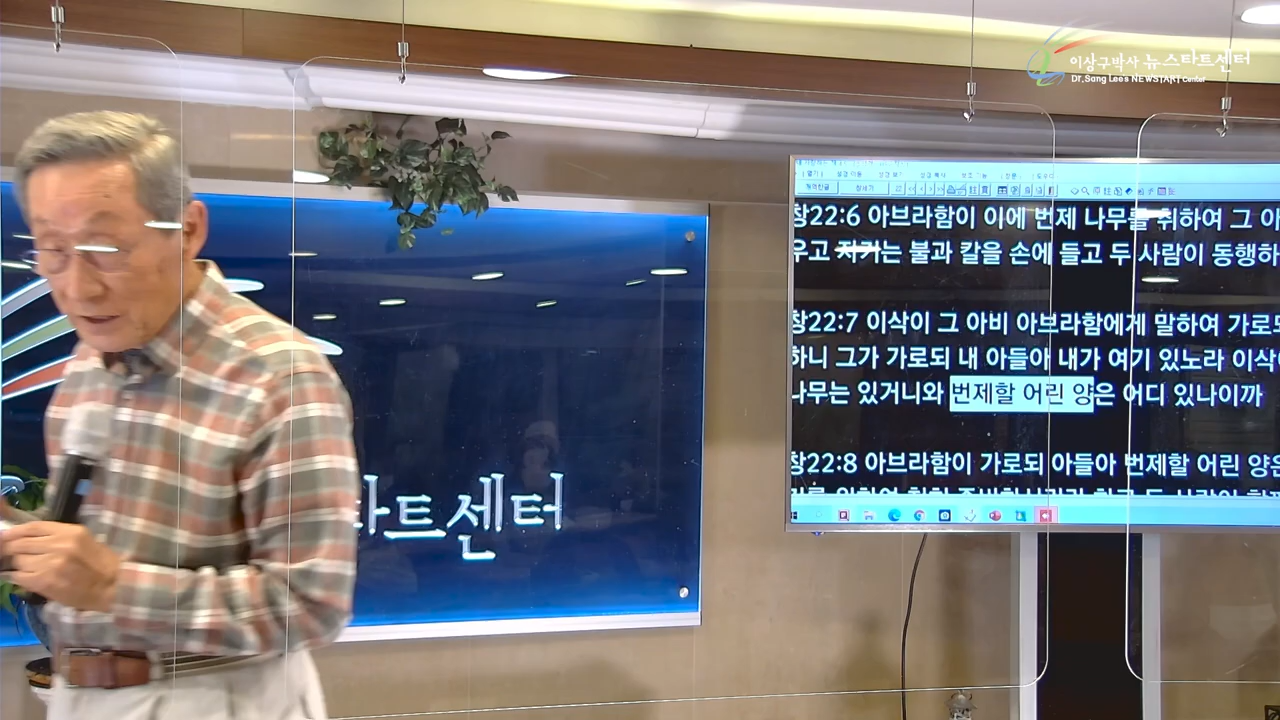 이상구박사 뉴스타트센터
Dr. Sang Lee's NEWSTART Center
창22:6 아브라함이 이에 번제 나무를 취하여 그 아
우고 자기는 불과 칼을 손에 들고 두 사람이 동행하
창22:7 이삭이 그 아비 아브라함에게 말하여 가로되
하니 그가 가로되 내 아들아 내가 여기 있노라 이삭이
나무는 있거니와 번제할 어린 양은 어디 있나이까
창22:8 아브라함이 가로되 아들아 번제할 어린 양은
타트센터